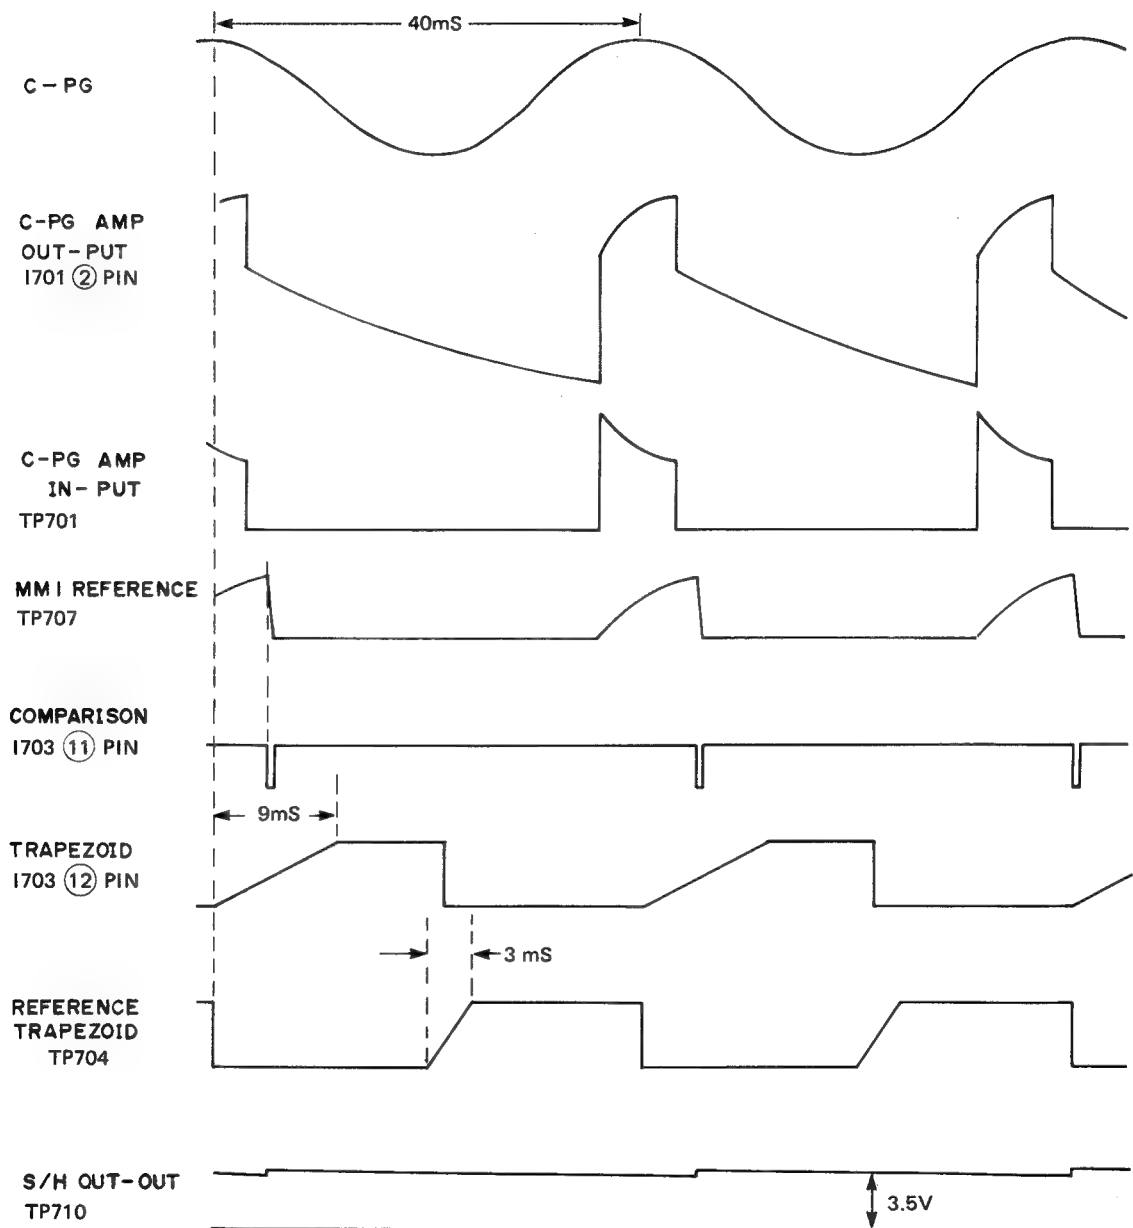 40mS
C-PG
C-PG AMP
OUT-PUT
I701 ② PIN
C-PG AMP
IN-PUT
TP701
MM I REFERENCE
TP707
COMPARISON
I703 ⑪ PIN
9mS
TRAPEZOID
I703 ⑫ PIN
3 mS
REFERENCE
TRAPEZOID
TP704
S/H OUT-OUT
TP710
3.5V